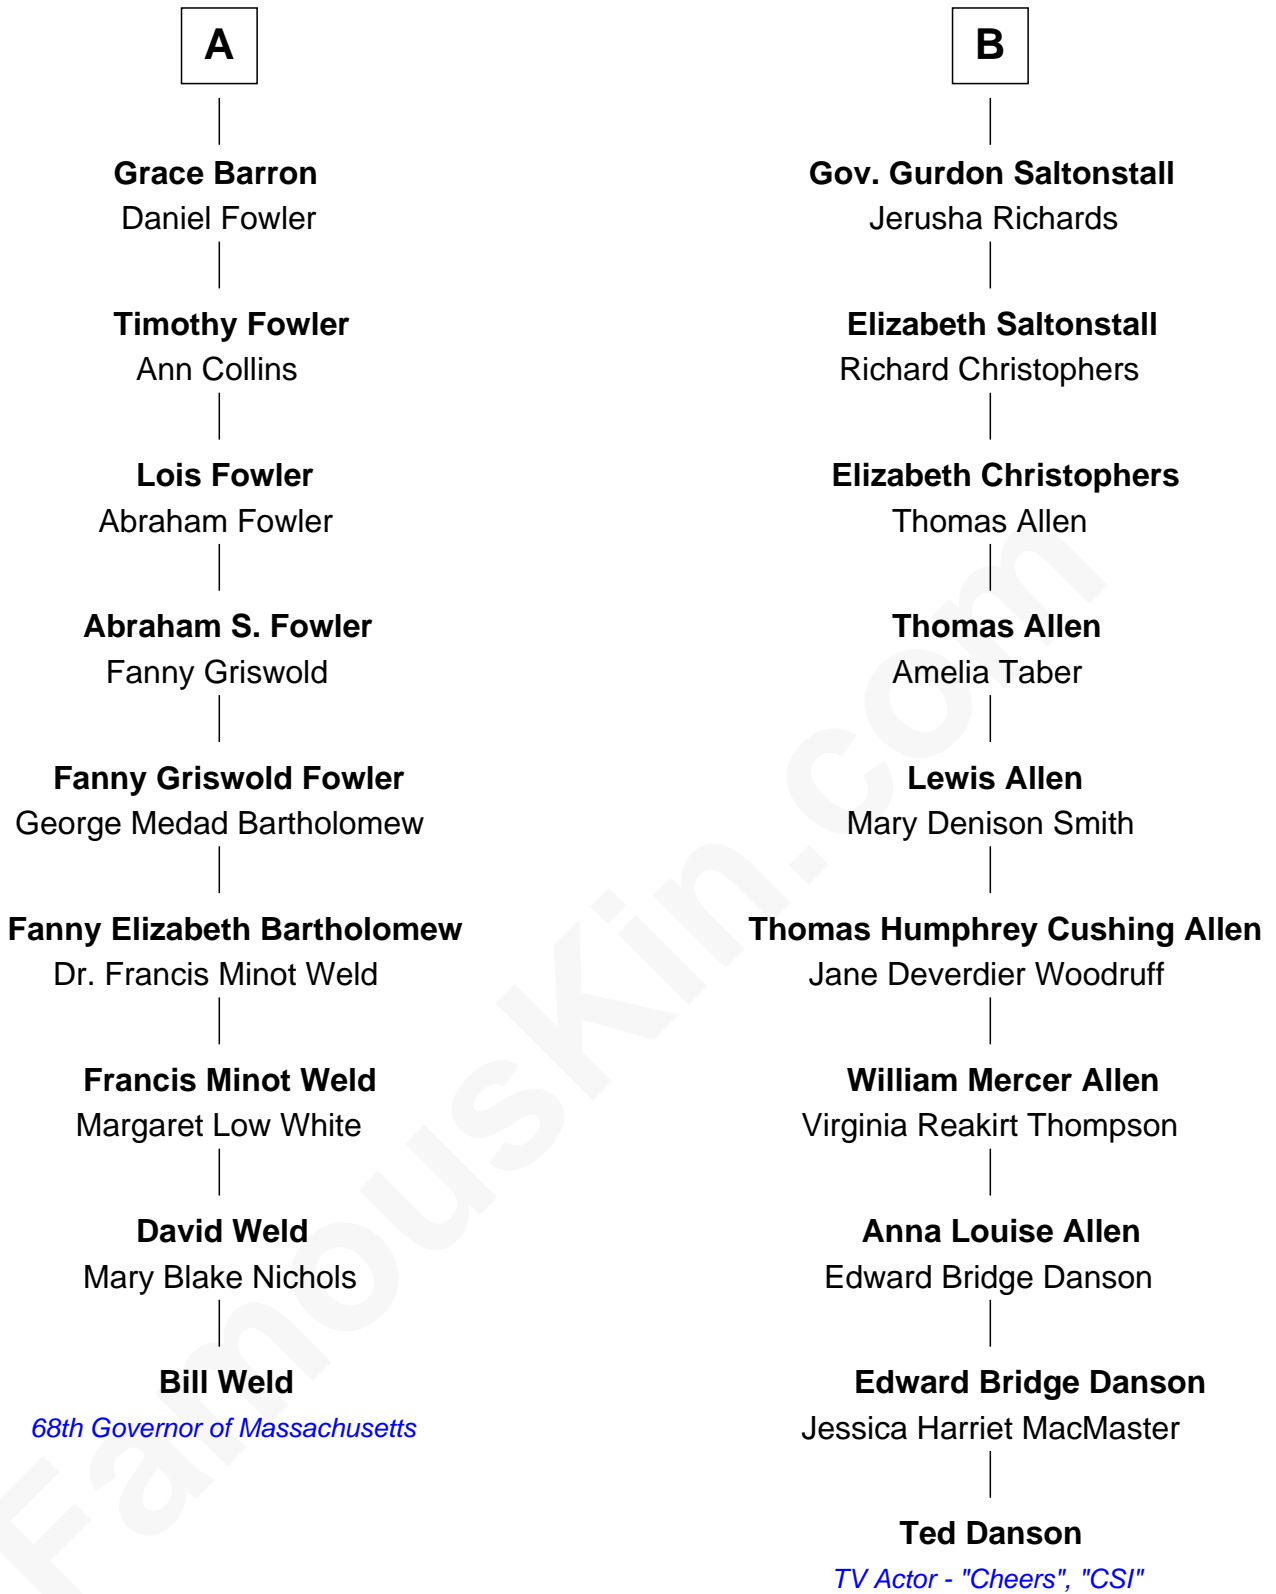 A
Grace Barron
Daniel Fowler
Timothy Fowler
Ann Collins
Lois Fowler
Abraham Fowler
Abraham S. Fowler
Fanny Griswold
Fanny Griswold Fowler
George Medad Bartholomew
Fanny Elizabeth Bartholomew
Dr. Francis Minot Weld
Francis Minot Weld
Margaret Low White
David Weld
Mary Blake Nichols
Bill Weld
68th Governor of Massachusetts
B
Gov. Gurdon Saltonstall
Jerusha Richards
Elizabeth Saltonstall
Richard Christophers
Elizabeth Christophers
Thomas Allen
Thomas Allen
Amelia Taber
Lewis Allen
Mary Denison Smith
Thomas Humphrey Cushing Allen
Jane Deverdier Woodruff
William Mercer Allen
Virginia Reakirt Thompson
Anna Louise Allen
Edward Bridge Danson
Edward Bridge Danson
Jessica Harriet MacMaster
Ted Danson
TV Actor - "Cheers", "CSI"
FamousKin.com